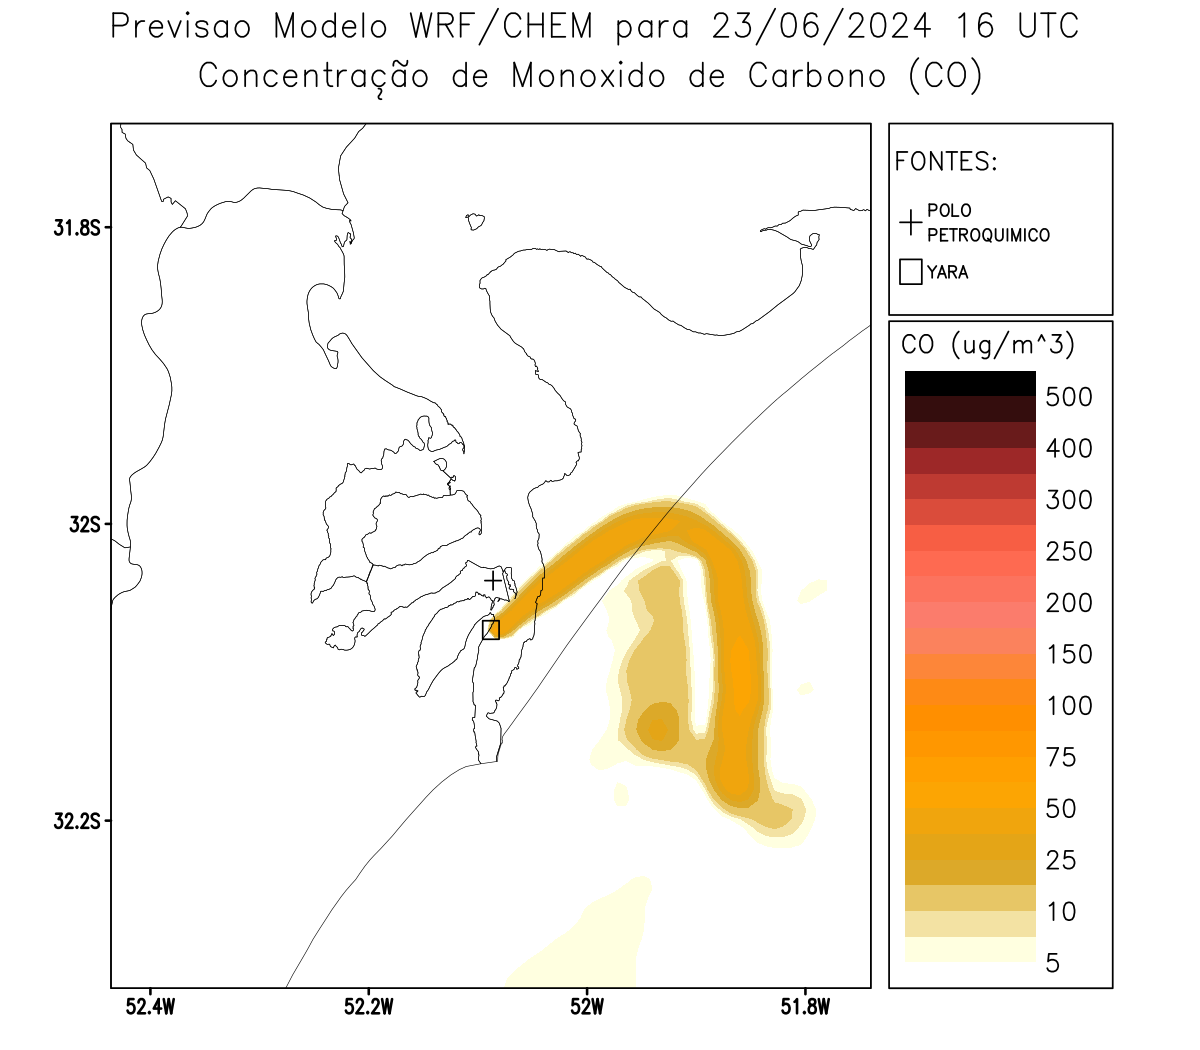 Previsao Modelo WRF/CHEM para 23/06/2024 16 UTC
Concentração de Monoxido de Carbono (CO)
FONTES:
POLO
PETROQUIMICO
YARA
CO (ug/m^3)
500
400
300
250
200
150
100
75
50
25
10
5
31.8S
32S
32.2S
52.4W
52.2W
52W
51.8W